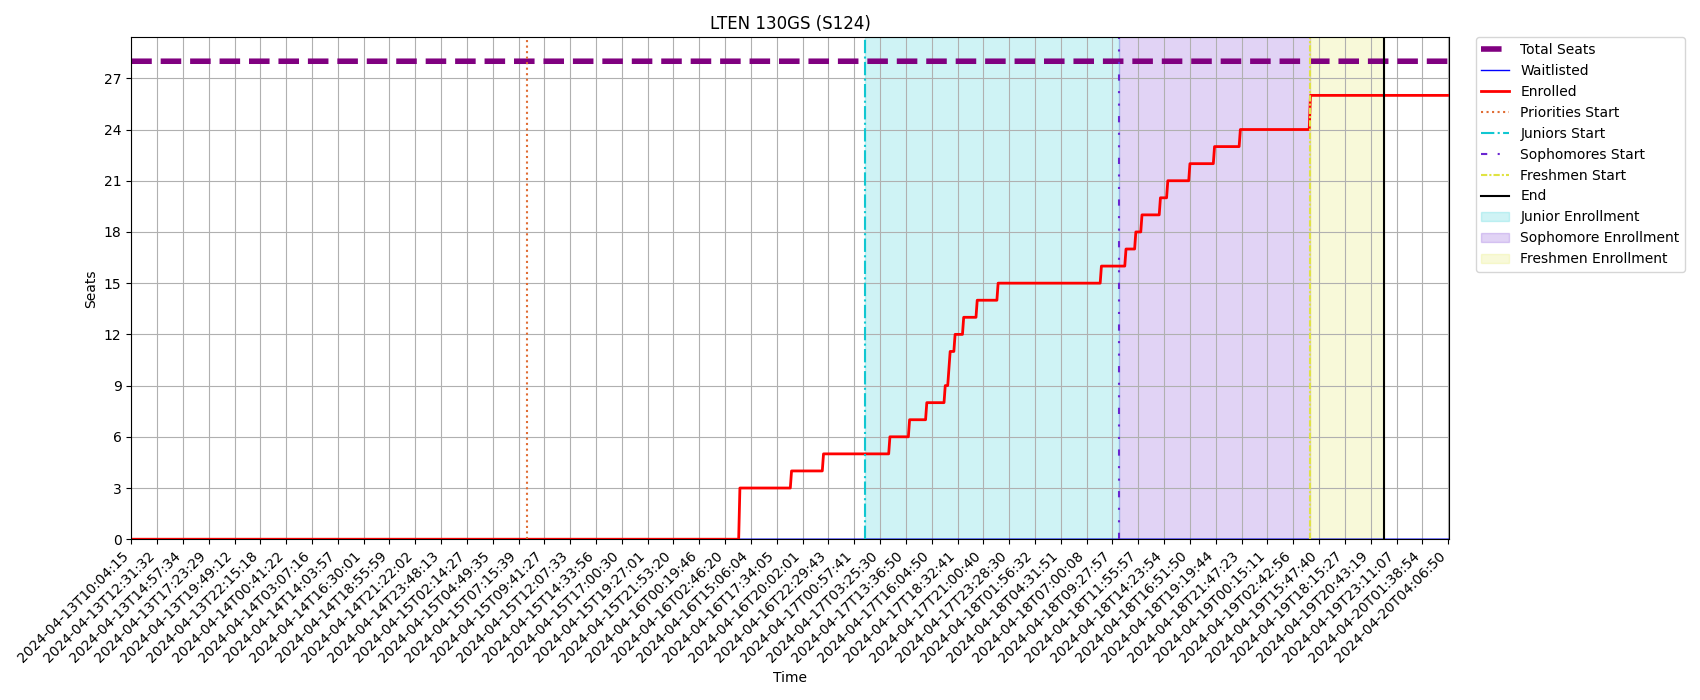 LTEN 130GS (S124)
Total Seats
Waitlisted
Enrolled
Priorities Start
Juniors Start
Sophomores Start
Freshmen Start
End
Junior Enrollment
Sophomore Enrollment
Freshmen Enrollment
Seats
27
24
21
18
15
12
9
6
3
0
2024-04-13T10:04:15
2024-04-13T12:31:32
2024-04-13T14:57:34
2024-04-13T17:23:29
2024-04-13T19:49:12
2024-04-13T22:15:18
2024-04-14T00:41:22
2024-04-14T03:07:16
2024-04-14T14:03:57
2024-04-14T16:30:01
2024-04-14T18:55:59
2024-04-14T21:22:02
2024-04-14T23:48:13
2024-04-15T02:14:27
2024-04-15T04:49:35
2024-04-15T07:15:39
2024-04-15T09:41:27
2024-04-15T12:07:33
2024-04-15T14:33:56
2024-04-15T17:00:30
2024-04-15T19:27:01
2024-04-15T21:53:20
2024-04-16T00:19:46
2024-04-16T02:46:20
2024-04-16T15:06:04
2024-04-16T17:34:05
2024-04-16T20:02:01
2024-04-16T22:29:43
2024-04-17T00:57:41
2024-04-17T03:25:30
2024-04-17T13:36:50
2024-04-17T16:04:50
2024-04-17T18:32:41
2024-04-17T21:00:40
2024-04-17T23:28:30
2024-04-18T01:56:32
2024-04-18T04:31:51
2024-04-18T07:00:08
2024-04-18T09:27:57
2024-04-18T11:55:57
2024-04-18T14:23:54
2024-04-18T16:51:50
2024-04-18T19:19:44
2024-04-18T21:47:23
2024-04-19T00:15:11
2024-04-19T02:42:56
2024-04-19T15:47:40
2024-04-19T18:15:27
2024-04-19T20:43:19
2024-04-19T23:11:07
2024-04-20T01:38:54
2024-04-20T04:06:50
Time